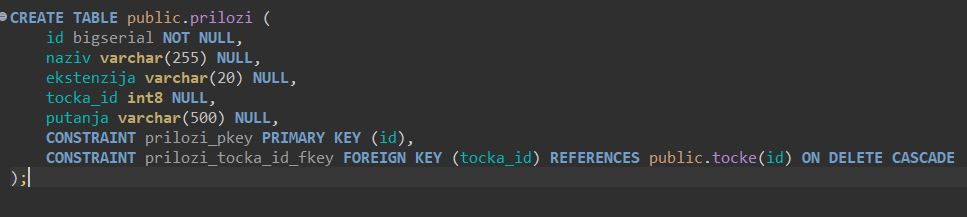 CREATE TABLE public.prilozi (
id bigserial NOT NULL,
naziv varchar(255) NULL,
ekstenzija varchar(20) NULL,
tocka_id int8 NULL,
putanja varchar(500) NULL,
CONSTRAINT prilozi_pkey PRIMARY KEY (id),
CONSTRAINT prilozi_tocka_id_fkey FOREIGN KEY (tocka_id) REFERENCES public.tocke(id) ON DELETE CASCADE
);